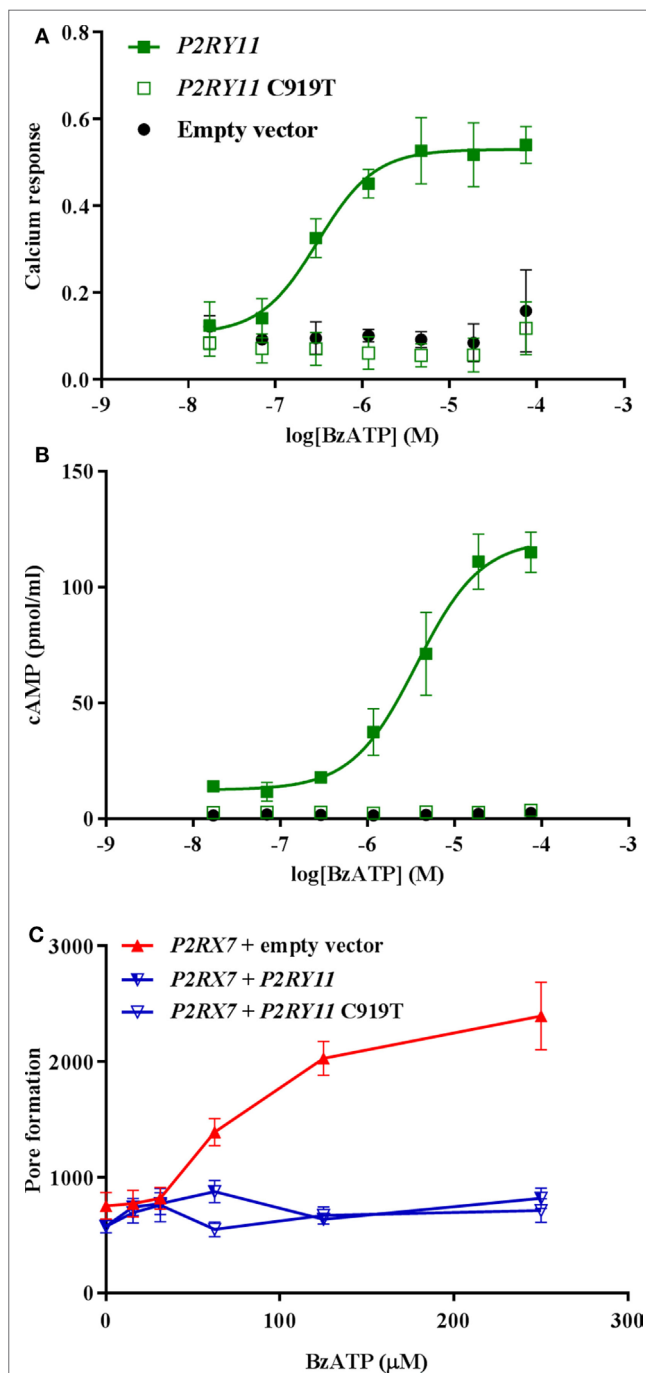 A
0.8
P2RY11
P2RY11 C919T
Empty vector
0.6
0.4
0.2
0.0
Calcium response
-9 -8 -7 -6 -5 -4 -3
log[BzATP] (M)
B
150
100
50
0
cAMP (pmol/ml)
-9 -8 -7 -6 -5 -4 -3
log[BzATP] (M)
C
3000
P2RX7 + empty vector
P2RX7 + P2RY11
P2RX7 + P2RY11 C919T
2000
1000
0
Pore formation
0 100 200 300
BzATP (μM)